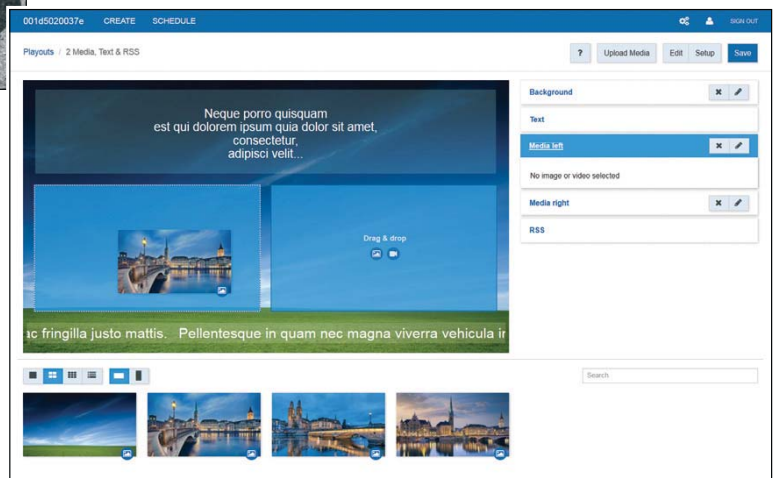 001d5020037e CREATE SCHEDULE SIGN OUT
Playouts / 2 Media, Text & RSS ? Upload Media Edit Setup Save
Neque porro quisquam
est qui dolorem ipsum quia dolor sit amet,
consectetur,
adipisci velit...
Drag & drop
ac fringilla justo mattis. Pellentesque in quam nec magna viverra vehicula ir
Background
Text
Media left
No image or video selected
Media right
RSS
Search